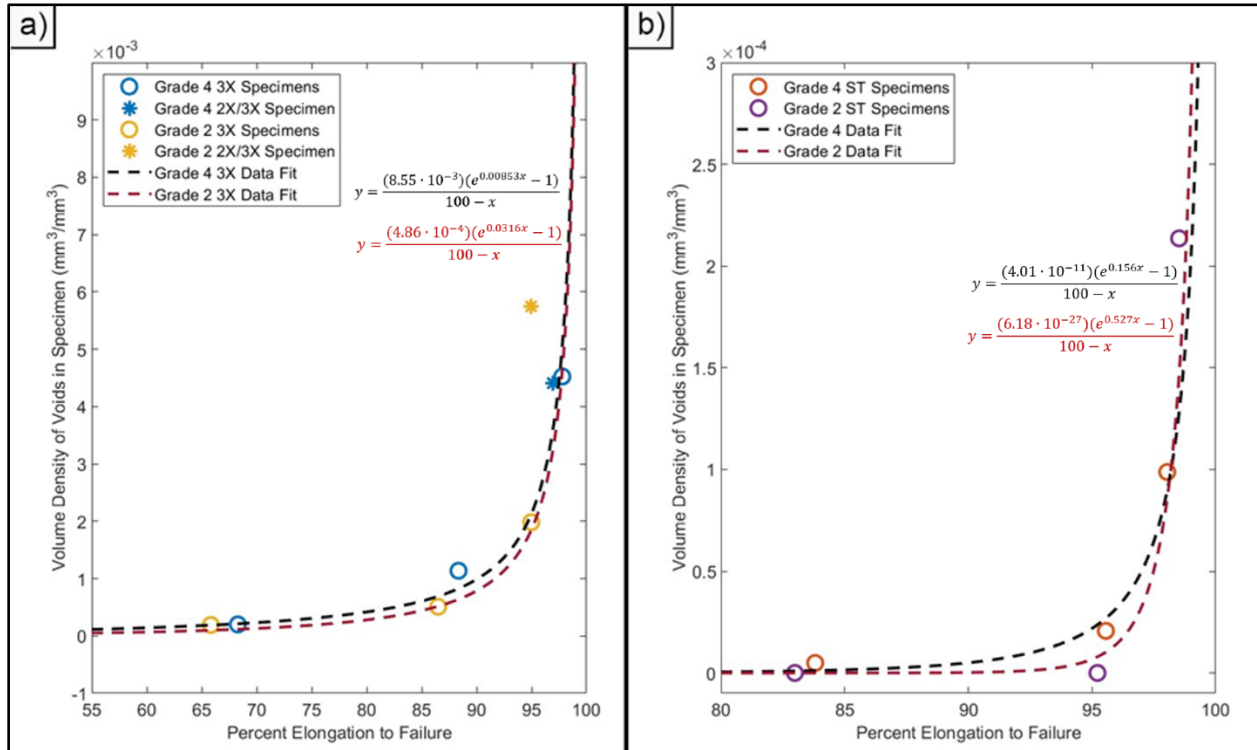 a)
×10⁻³
Grade 4 3X Specimens
Grade 4 2X/3X Specimen
Grade 2 3X Specimens
Grade 2 2X/3X Specimen
Grade 4 3X Data Fit
Grade 2 3X Data Fit
y = (8.55 · 10⁻³)(e^0.00853x − 1) / 100 − x
y = (4.86 · 10⁻⁴)(e^0.0316x − 1) / 100 − x
Volume Density of Voids in Specimen (mm³/mm³)
9
8
7
6
5
4
3
2
1
0
-1
55 60 65 70 75 80 85 90 95 100
Percent Elongation to Failure
b)
×10⁻⁴
Grade 4 ST Specimens
Grade 2 ST Specimens
Grade 4 Data Fit
Grade 2 Data Fit
y = (4.01 · 10⁻¹¹)(e^0.156x − 1) / 100 − x
y = (6.18 · 10⁻²⁷)(e^0.527x − 1) / 100 − x
Volume Density of Voids in Specimen (mm³/mm³)
3
2.5
2
1.5
1
0.5
0
80 85 90 95 100
Percent Elongation to Failure